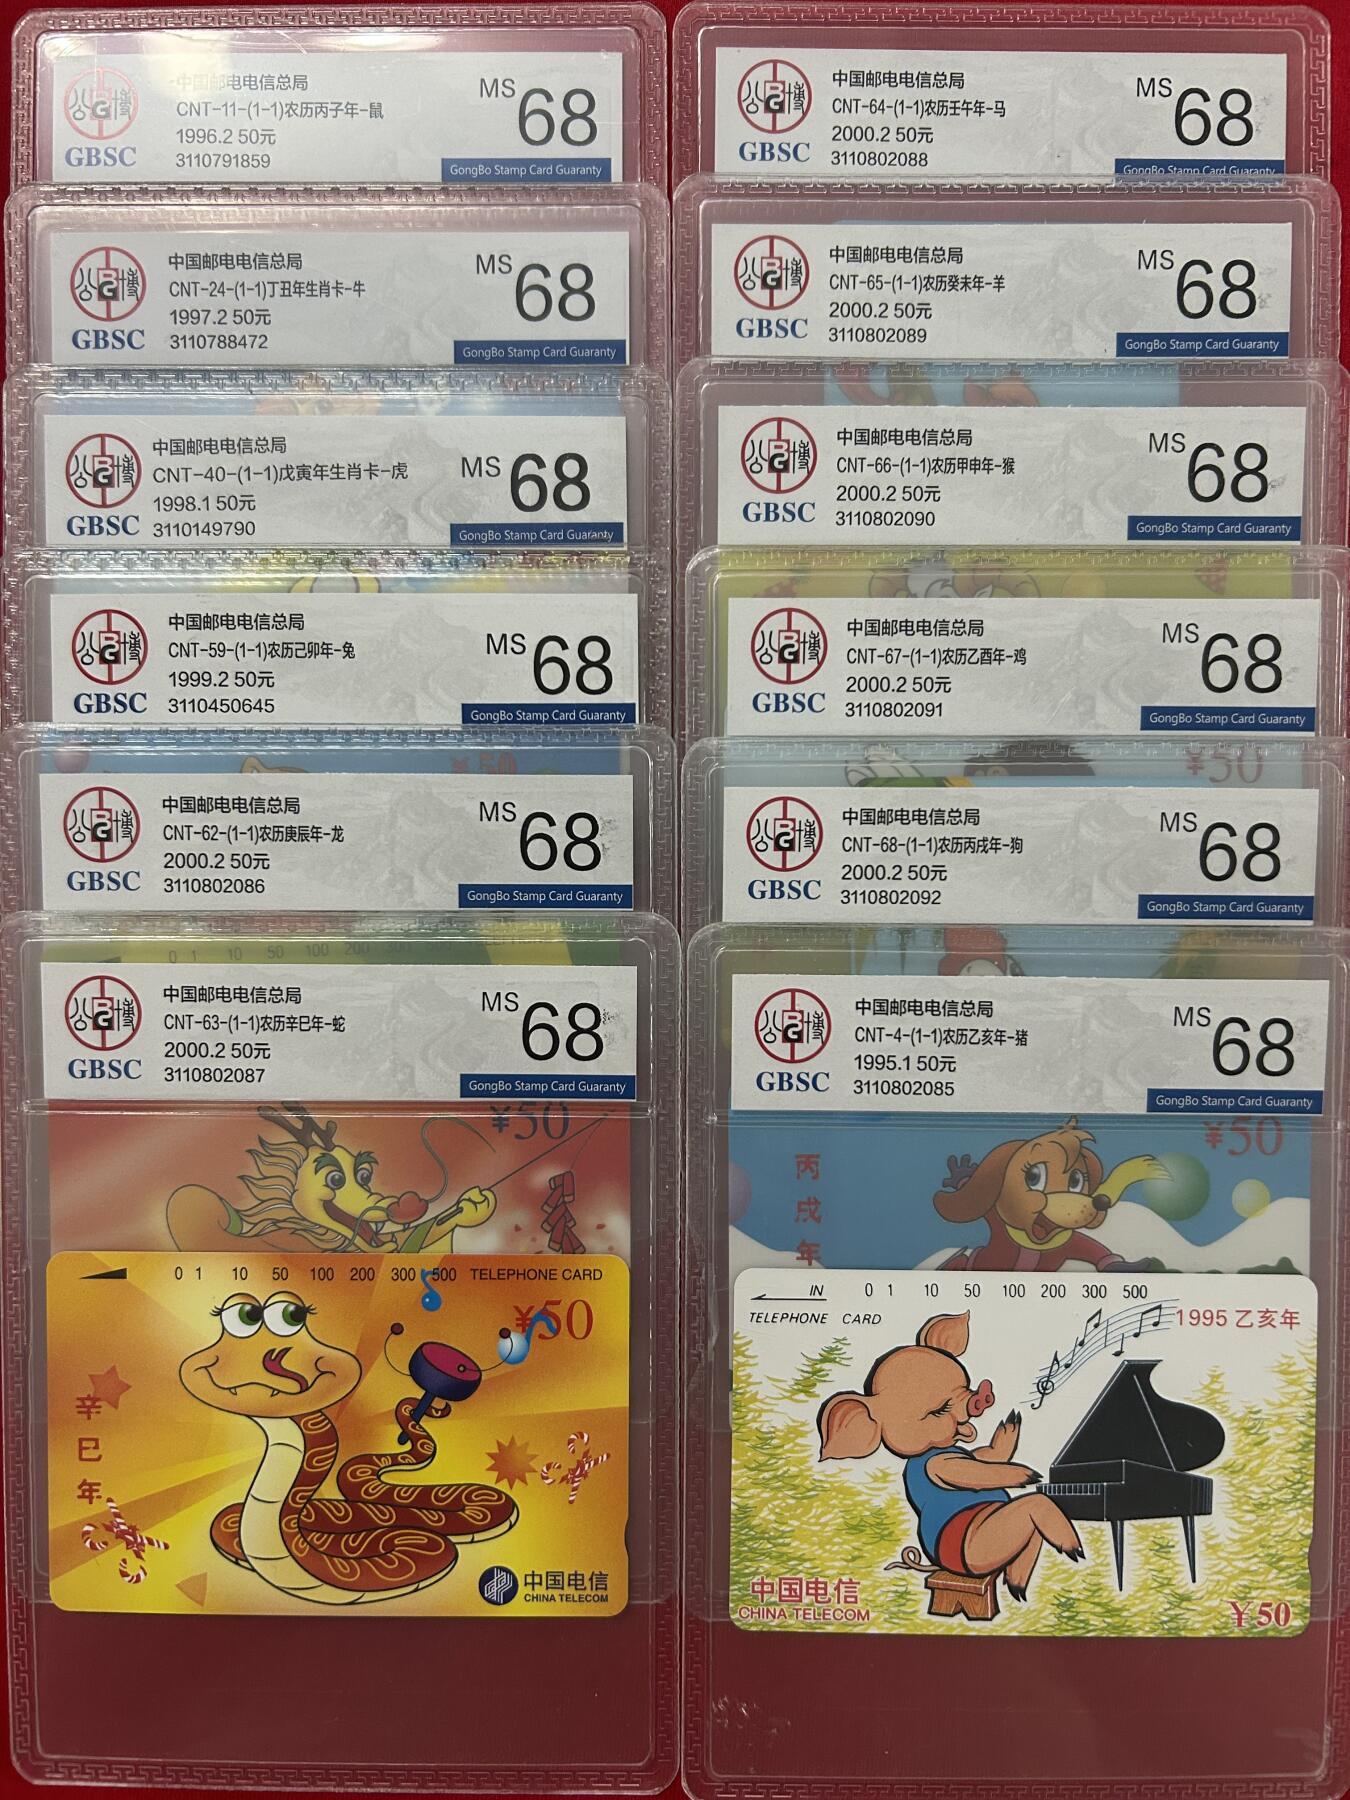 中国邮电电信总局
CNT-11-(1-1)农历丙子年-鼠
1996.2 50元
3110791859
MS 68
GBSC
GongBo Stamp Card Guaranty
中国邮电电信总局
CNT-24-(1-1)丁丑年生肖卡-牛
1997.2 50元
3110788472
MS 68
GBSC
GongBo Stamp Card Guaranty
中国邮电电信总局
CNT-40-(1-1)戊寅年生肖卡-虎
1998.1 50元
3110149790
MS 68
GBSC
GongBo Stamp Card Guaranty
中国邮电电信总局
CNT-59-(1-1)农历己卯年-兔
1999.2 50元
3110450645
MS 68
GBSC
GongBo Stamp Card Guaranty
¥50
中国邮电电信总局
CNT-62-(1-1)农历庚辰年-龙
2000.2 50元
3110802086
MS 68
GBSC
GongBo Stamp Card Guaranty
0 1 10 50 100 200 300
中国邮电电信总局
CNT-63-(1-1)农历辛巳年-蛇
2000.2 50元
3110802087
MS 68
GBSC
GongBo Stamp Card Guaranty
¥50
0 1 10 50 100 200 300 500 TELEPHONE CARD
¥50
辛巳年
中国电信
CHINA TELECOM
中国邮电电信总局
CNT-64-(1-1)农历壬午年-马
2000.2 50元
3110802088
MS 68
GBSC
GongBo Stamp Card Guaranty
中国邮电电信总局
CNT-65-(1-1)农历癸未年-羊
2000.2 50元
3110802089
MS 68
GBSC
GongBo Stamp Card Guaranty
中国邮电电信总局
CNT-66-(1-1)农历甲申年-猴
2000.2 50元
3110802090
MS 68
GBSC
GongBo Stamp Card Guaranty
中国邮电电信总局
CNT-67-(1-1)农历乙酉年-鸡
2000.2 50元
3110802091
MS 68
GBSC
GongBo Stamp Card Guaranty
¥50
中国邮电电信总局
CNT-68-(1-1)农历丙戌年-狗
2000.2 50元
3110802092
MS 68
GBSC
GongBo Stamp Card Guaranty
中国邮电电信总局
CNT-4-(1-1)农历乙亥年-猪
1995.1 50元
3110802085
MS 68
GBSC
GongBo Stamp Card Guaranty
¥50
丙戌年
IN 0 1 10 50 100 200 300 500
TELEPHONE CARD
1995 乙亥年
中国电信
CHINA TELECOM
¥50